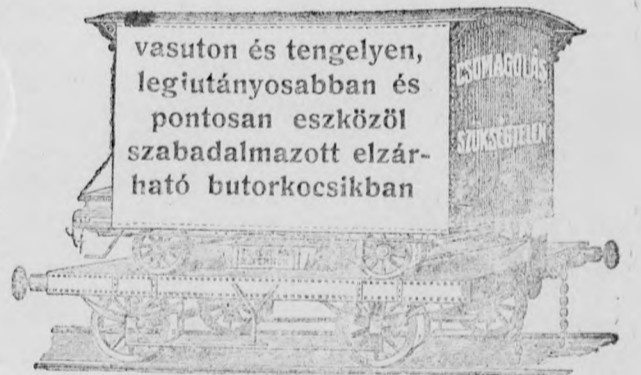 vasuton és tengelyen,
legjutányosabban és
pontosan eszközöl
szabadalmazott elzár-
ható butorkocsikban
CSOMAGOLÁS
SZÜKSÉGTELEN